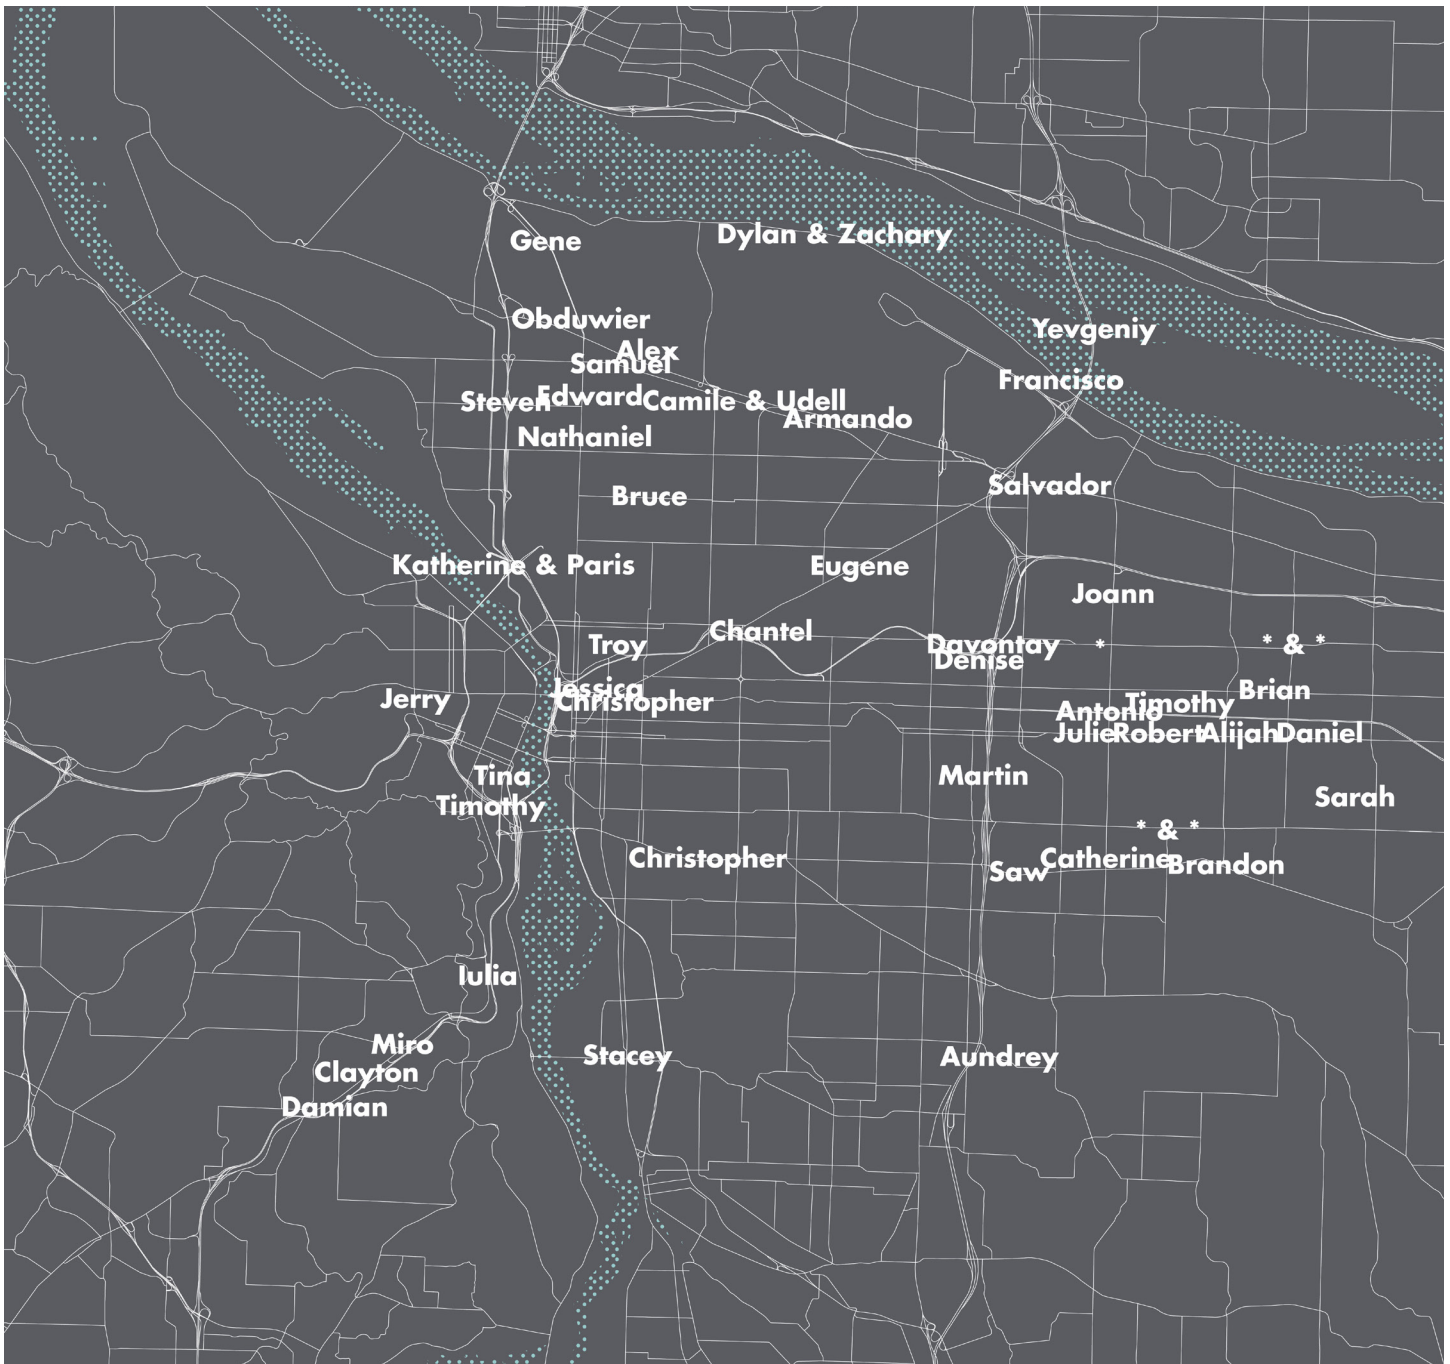 Dylan & Zachary
Gene
Obduwier
Yevgeniy
Alex
Samuel
Francisco
Edward
Steven
Camile & Udell
Armando
Nathaniel
Salvador
Bruce
Katherine & Paris
Eugene
Joann
Chantel
Troy
Davontay
*
* & *
Denise
Jessica
Brian
Jerry
Christopher
Timothy
Antonio
Julie
Robert
Alijah
Daniel
Tina
Martin
Sarah
Timothy
* & *
Christopher
Catherine
Brandon
Saw
Iulia
Miro
Stacey
Aundrey
Clayton
Damian